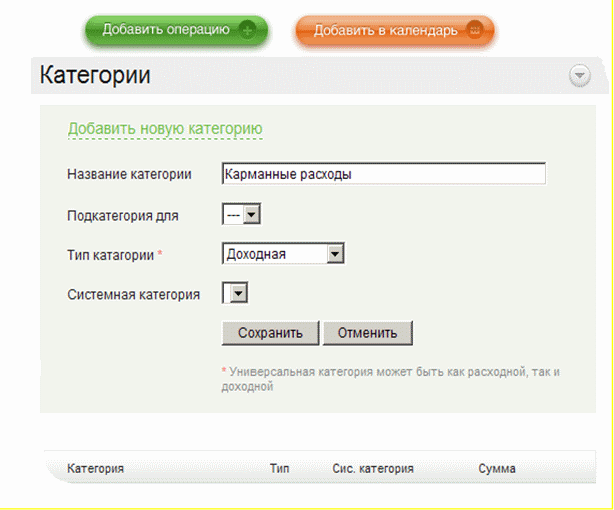 Добавить операцию
Добавить в календарь
Категории
Добавить новую категорию
Название категории Карманные расходы
Подкатегория для ---
Тип катагории * Доходная
Системная категория
Сохранить Отменить
* Универсальная категория может быть как расходной, так и
доходной
Категория Тип Сис. категория Сумма